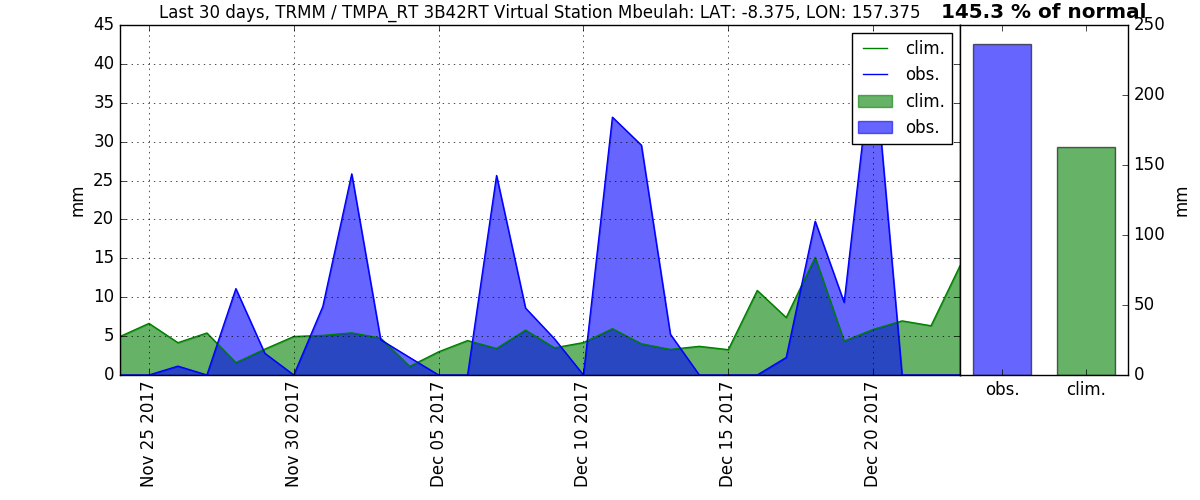 Last 30 days, TRMM / TMPA_RT 3B42RT Virtual Station Mbeulah: LAT: -8.375, LON: 157.375
145.3 % of normal
45
40
35
30
25
20
15
10
5
0
mm
clim.
obs.
clim.
obs.
Nov 25 2017
Nov 30 2017
Dec 05 2017
Dec 10 2017
Dec 15 2017
Dec 20 2017
250
200
150
100
50
0
mm
obs.
clim.